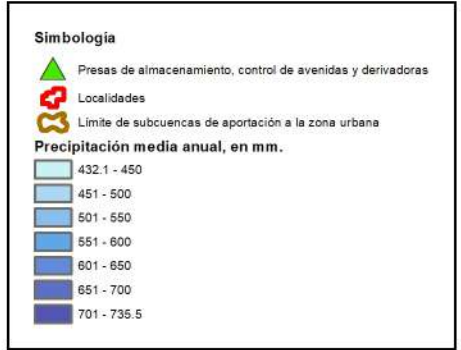 Simbología
Presas de almacenamiento, control de avenidas y derivadoras
Localidades
Límite de subcuencas de aportación a la zona urbana
Precipitación media anual, en mm.
432.1 - 450
451 - 500
501 - 550
551 - 600
601 - 650
651 - 700
701 - 735.5